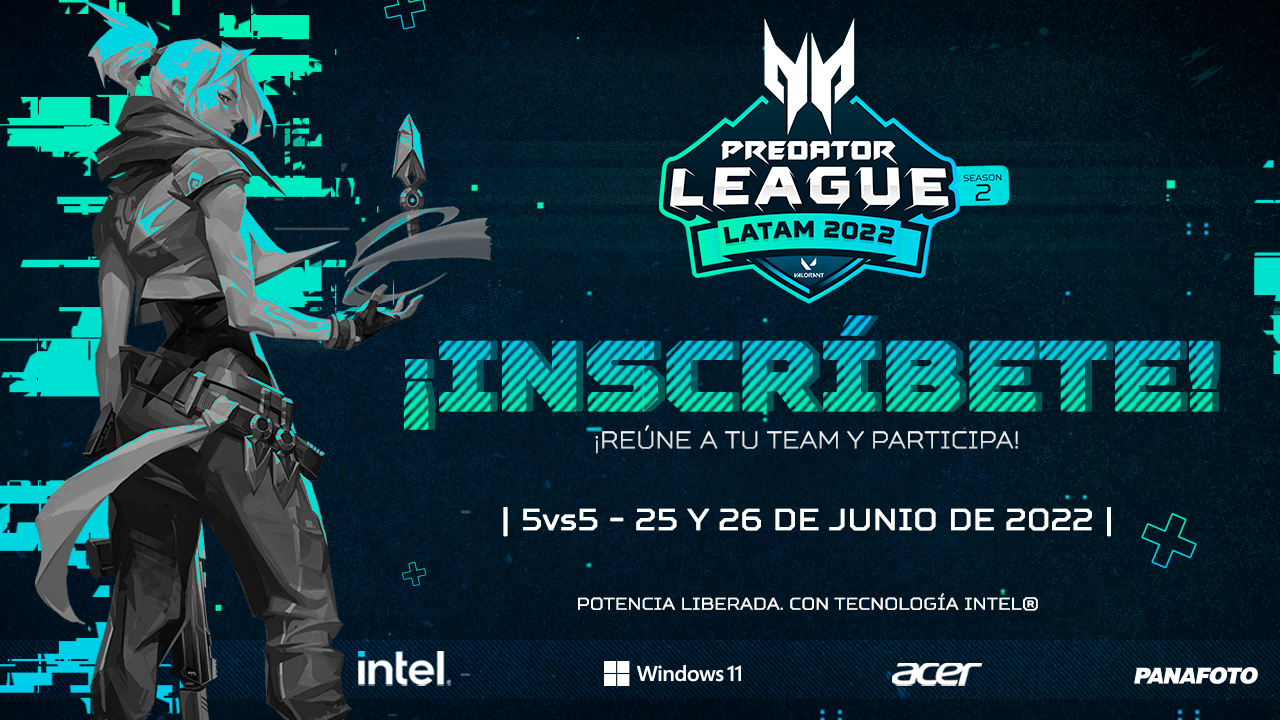 PREDATOR
LEAGUE
SEASON
2
LATAM 2022
VALORANT
¡INSCRÍBETE!
¡REÚNE A TU TEAM Y PARTICIPA!
| 5vs5 - 25 Y 26 DE JUNIO DE 2022 |
POTENCIA LIBERADA. CON TECNOLOGÍA INTEL®
intel. Windows 11 acer PANAFOTO